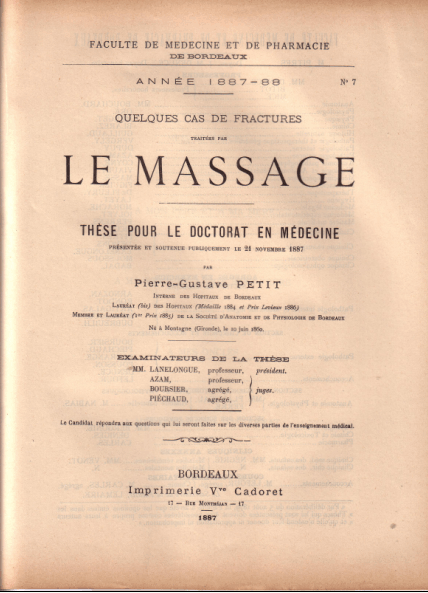 FACULTE DE MEDECINE ET DE PHARMACIE
DE BORDEAUX
ANNÉE 1887-88 N° 7
QUELQUES CAS DE FRACTURES
TRAITÉES PAR
LE MASSAGE
THÈSE POUR LE DOCTORAT EN MÉDECINE
PRÉSENTÉE ET SOUTENUE PUBLIQUEMENT LE 21 NOVEMBRE 1887
PAR
Pierre-Gustave PETIT
INTERNE DES HOPITAUX DE BORDEAUX
LAURÉAT (bis) DES HOPITAUX (Médaille 1884 et Prix Levieux 1886)
MEMBRE ET LAURÉAT (1er Prix 1885) DE LA SOCIÉTÉ D'ANATOMIE ET DE PHYSIOLOGIE DE BORDEAUX
Né à Montagne (Gironde), le 22 juin 1860.
EXAMINATEURS DE LA THÈSE
MM. LANELONGUE, professeur, président.
AZAM, professeur,
BOURSIER, agrégé, juges.
PIÉCHAUD, agrégé,
Le Candidat répondra aux questions qui lui seront faites sur les diverses parties de l'enseignement médical.
BORDEAUX
Imprimerie Vve Cadoret
17 — RUE MONTMÉJAN — 17
1887